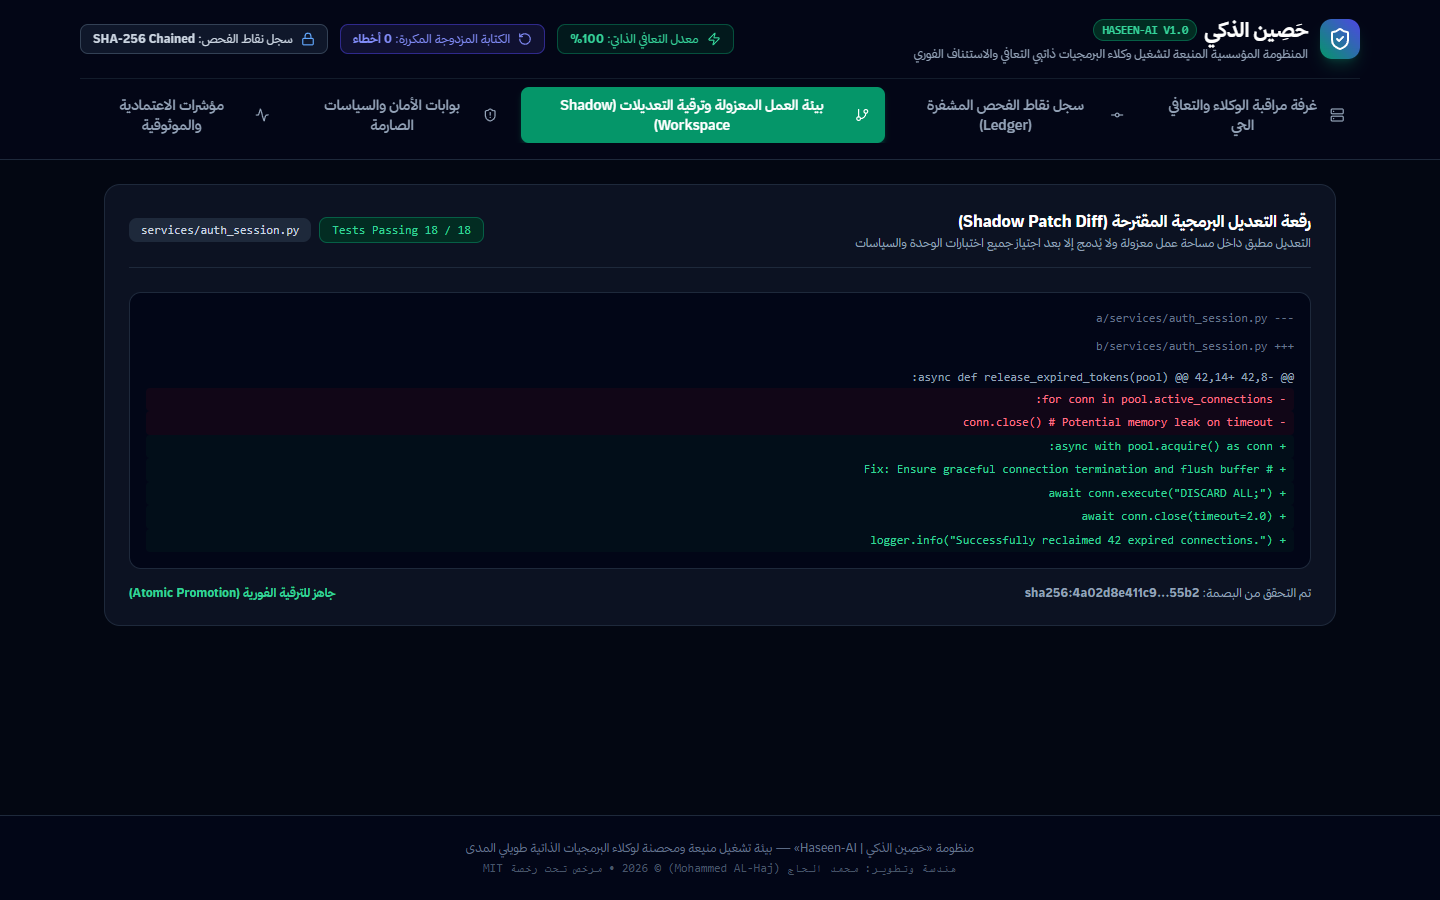 حَصِين الذكي HASEEN-AI V1.0
المنظومة المؤسسية المنيعة لتشغيل وكلاء البرمجيات ذاتيي التعافي والاستئناف الفوري
معدل التعافي الذاتي: 100%
الكتابة المزدوجة المكررة: 0 أخطاء
سجل نقاط الفحص: SHA-256 Chained
غرفة مراقبة الوكلاء والتعافي
الحي
سجل نقاط الفحص المشفرة
(Ledger)
بيئة العمل المعزولة وترقية التعديلات (Shadow
Workspace)
بوابات الأمان والسياسات
الصارمة
مؤشرات الاعتمادية
والموثوقية
رقعة التعديل البرمجية المقترحة (Shadow Patch Diff)
التعديل مطبق داخل مساحة عمل معزولة ولا يُدمج إلا بعد اجتياز جميع اختبارات الوحدة والسياسات
Tests Passing 18 / 18
services/auth_session.py
a/services/auth_session.py ---
b/services/auth_session.py +++
:async def release_expired_tokens(pool) @@ 42,14+ 42,8- @@
:for conn in pool.active_connections -
conn.close() # Potential memory leak on timeout -
:async with pool.acquire() as conn +
Fix: Ensure graceful connection termination and flush buffer # +
await conn.execute("DISCARD ALL;") +
await conn.close(timeout=2.0) +
logger.info("Successfully reclaimed 42 expired connections.") +
تم التحقق من البصمة: sha256:4a02d8e411c9...55b2
جاهز للترقية الفورية (Atomic Promotion)
منظومة «حَصِين الذكي | Haseen-AI» — بيئة تشغيل منيعة ومحصنة لوكلاء البرمجيات الذاتية طويلي المدى
هندسة وتطوير: محمد الحاج (Mohammed AL-Haj) © 2026 • مرخص تحت رخصة MIT